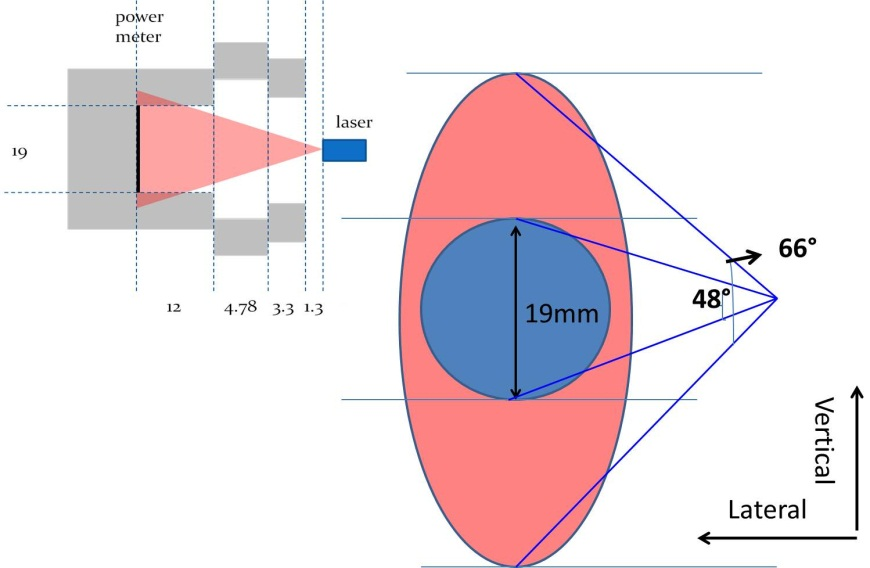 power
meter
laser
19
12
4.78
3.3
1.3
66°
48°
19mm
Vertical
Lateral